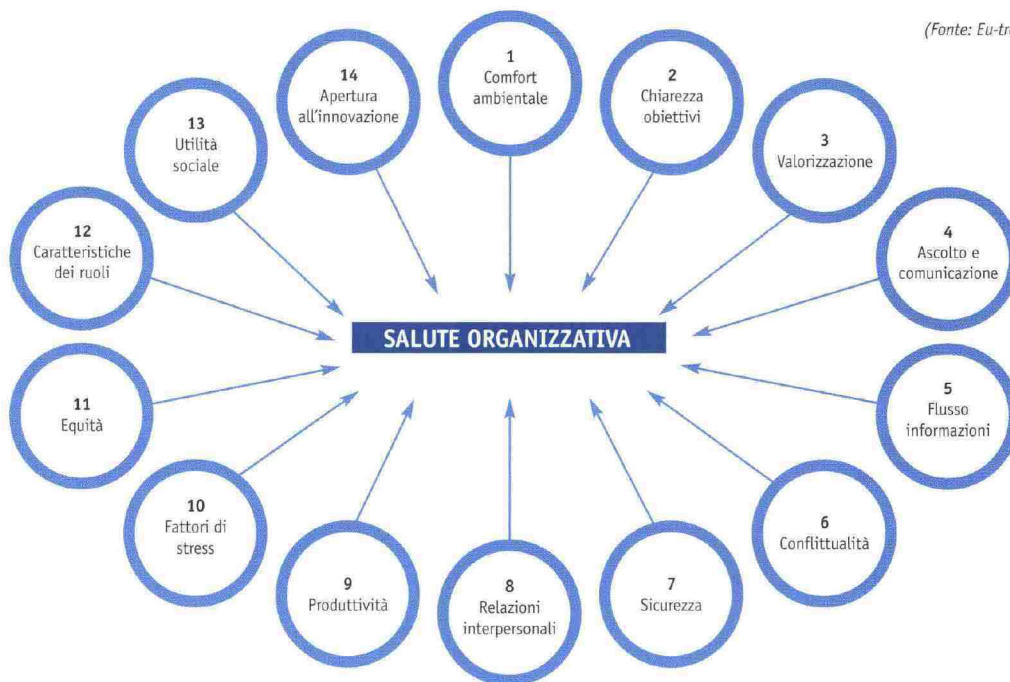 (Fonte: Eu-tr
1
Comfort
ambientale
2
Chiarezza
obiettivi
3
Valorizzazione
4
Ascolto e
comunicazione
5
Flusso
informazioni
6
Conflittualità
7
Sicurezza
8
Relazioni
interpersonali
9
Produttività
10
Fattori di
stress
11
Equità
12
Caratteristiche
dei ruoli
13
Utilità
sociale
14
Apertura
all'innovazione
SALUTE ORGANIZZATIVA